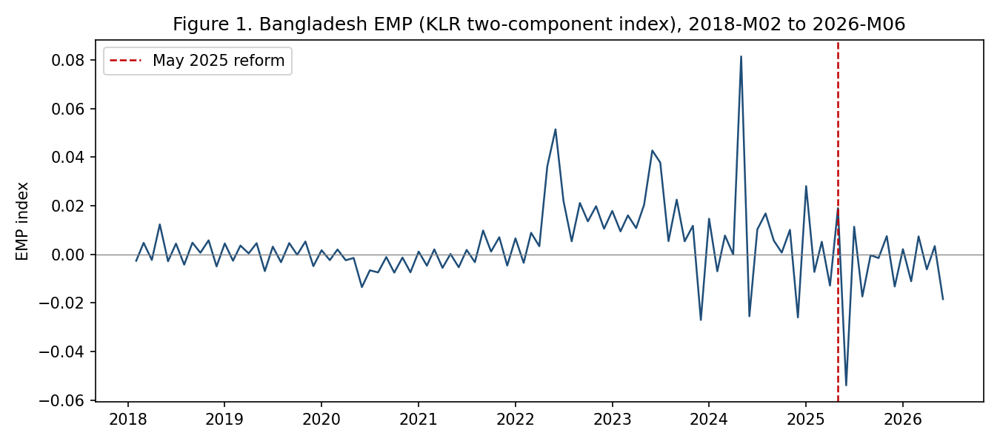 Figure 1. Bangladesh EMP (KLR two-component index), 2018-M02 to 2026-M06
May 2025 reform
EMP index
0.08
0.06
0.04
0.02
0.00
−0.02
−0.04
−0.06
2018 2019 2020 2021 2022 2023 2024 2025 2026